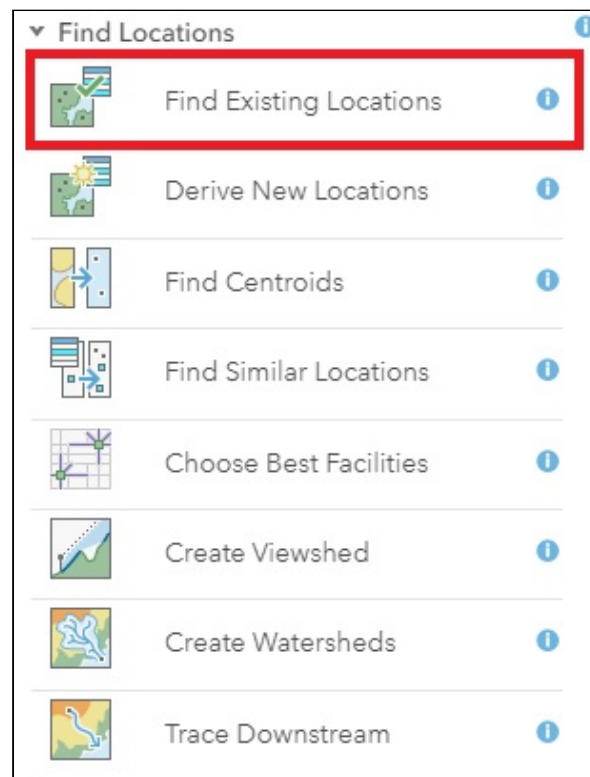 Find Locations
Find Existing Locations
Derive New Locations
Find Centroids
Find Similar Locations
Choose Best Facilities
Create Viewshed
Create Watersheds
Trace Downstream